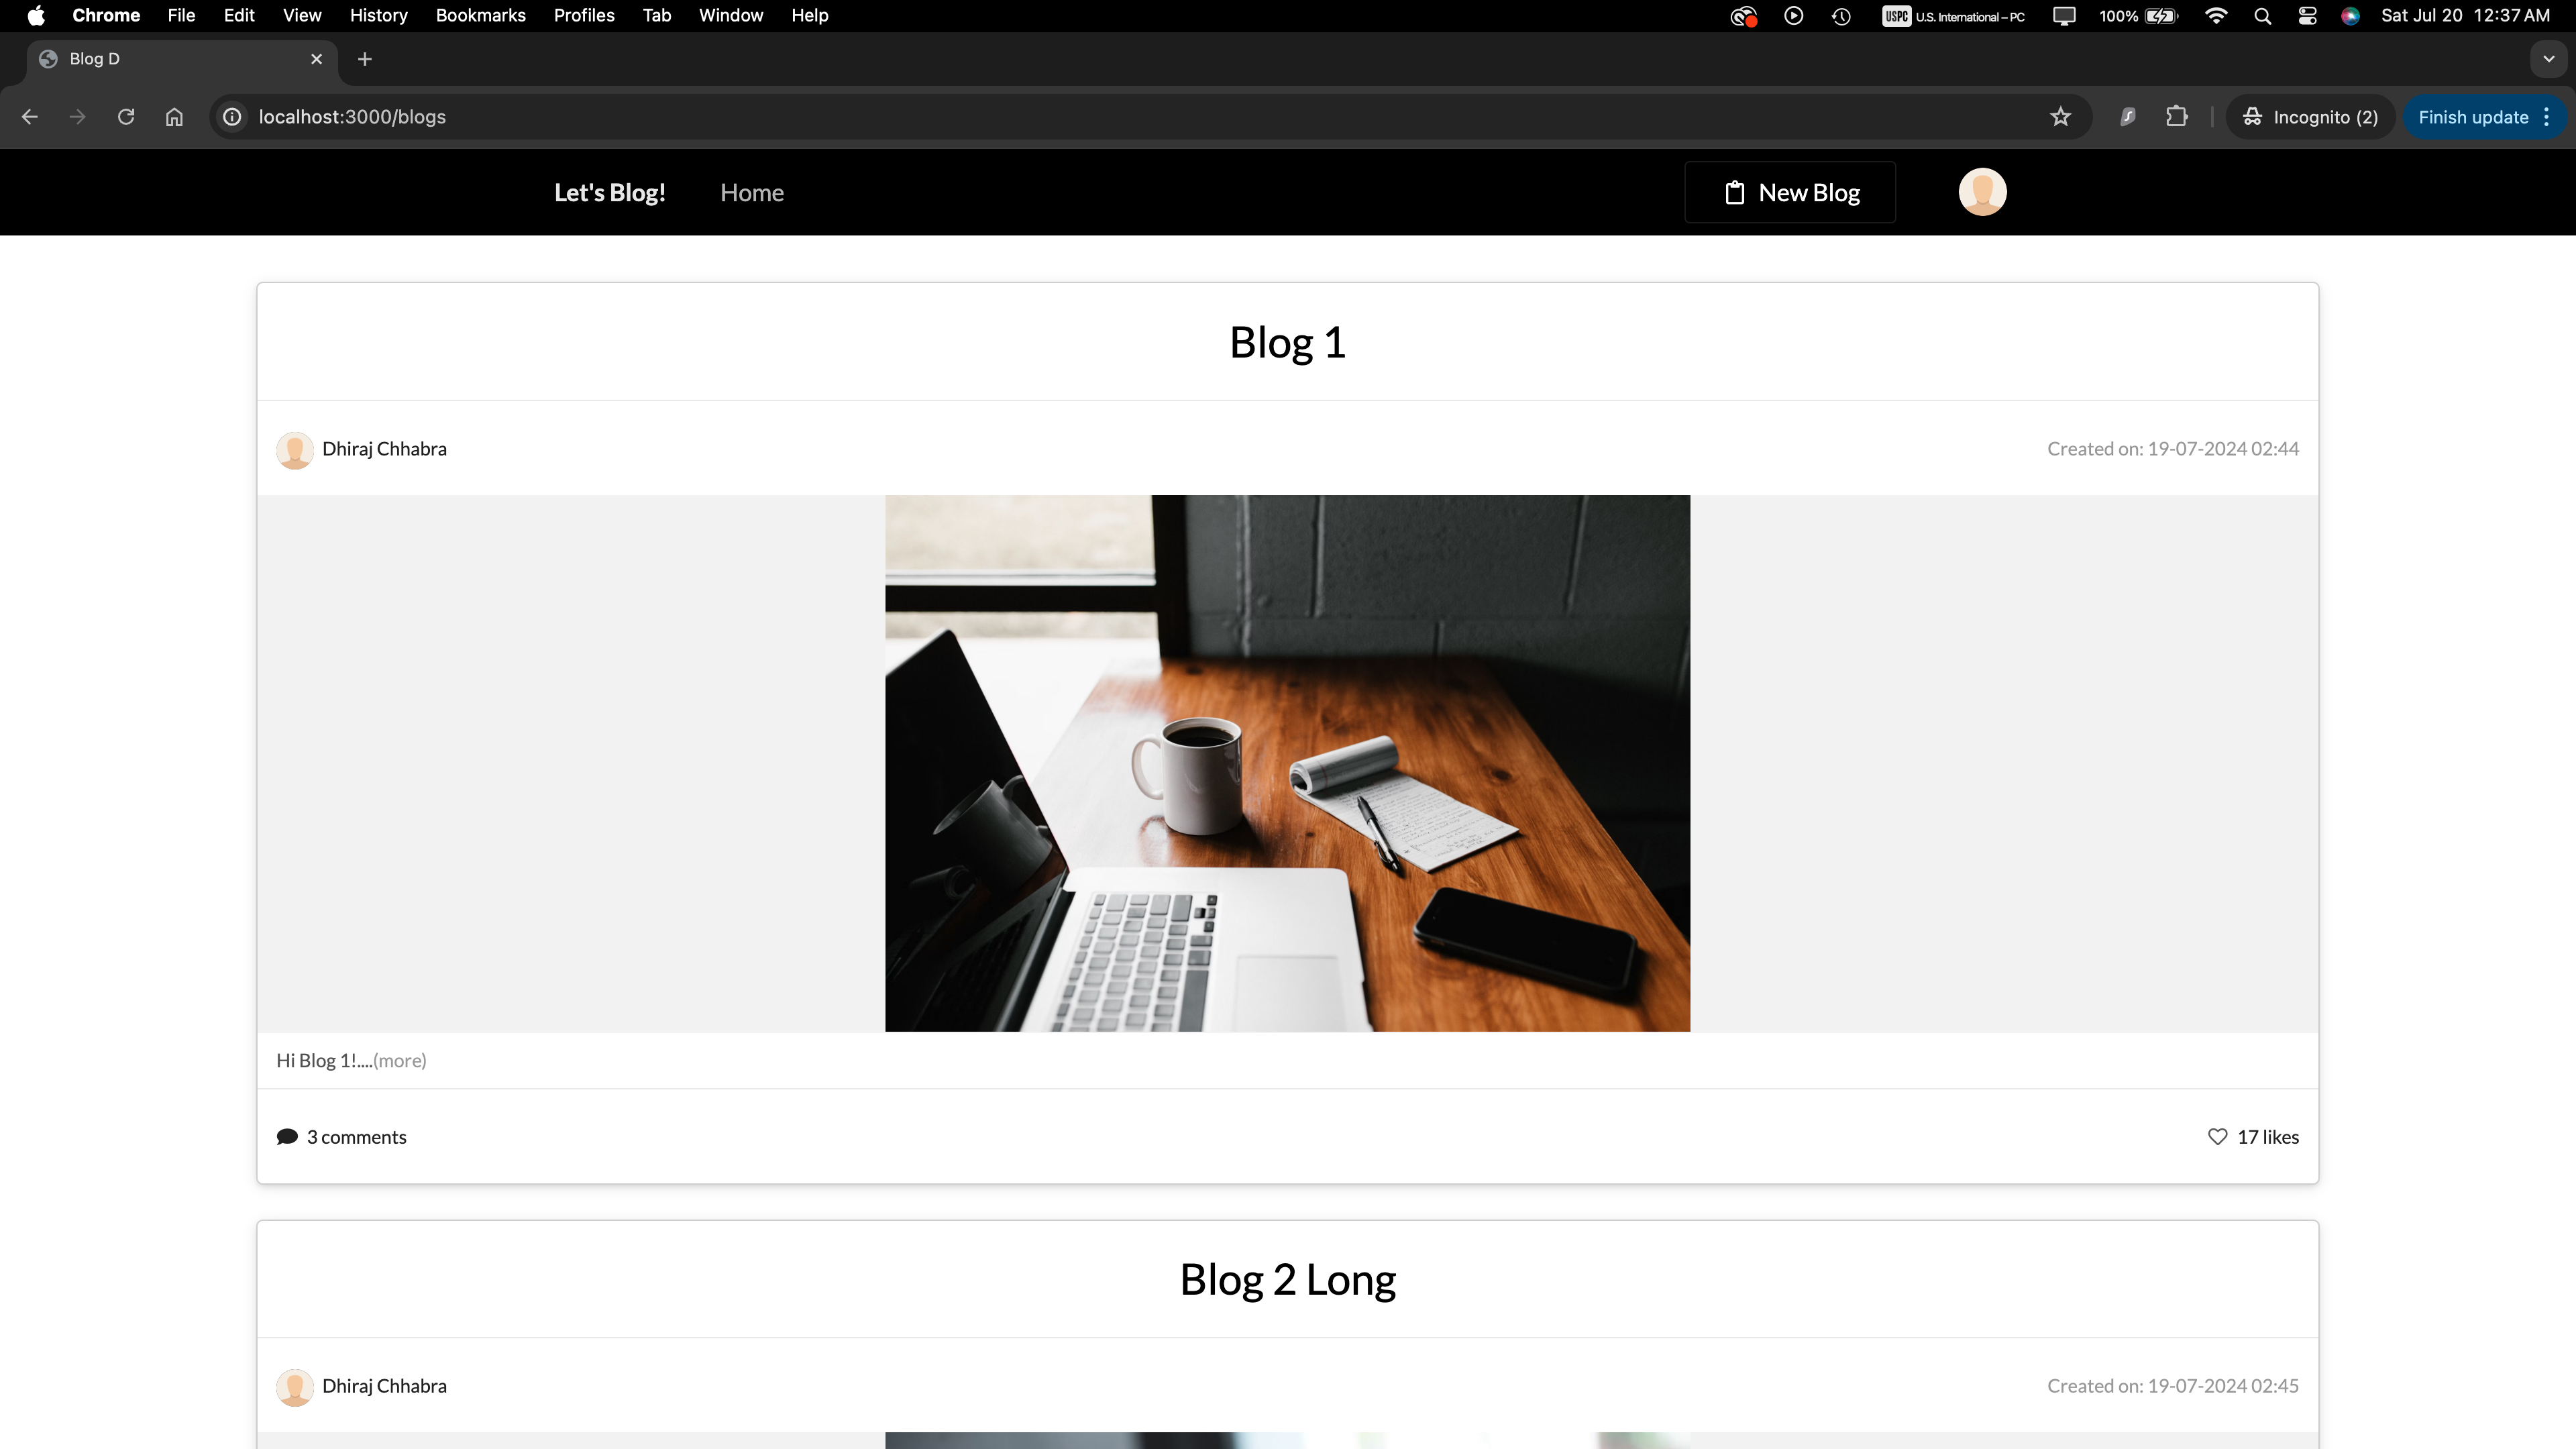 Chrome File Edit View History Bookmarks Profiles Tab Window Help USPC U.S. International – PC 100% Sat Jul 20 12:37 AM
Blog D
localhost:3000/blogs Incognito (2) Finish update
Let's Blog! Home New Blog
Blog 1
Dhiraj Chhabra Created on: 19-07-2024 02:44
Hi Blog 1!....(more)
3 comments 17 likes
Blog 2 Long
Dhiraj Chhabra Created on: 19-07-2024 02:45